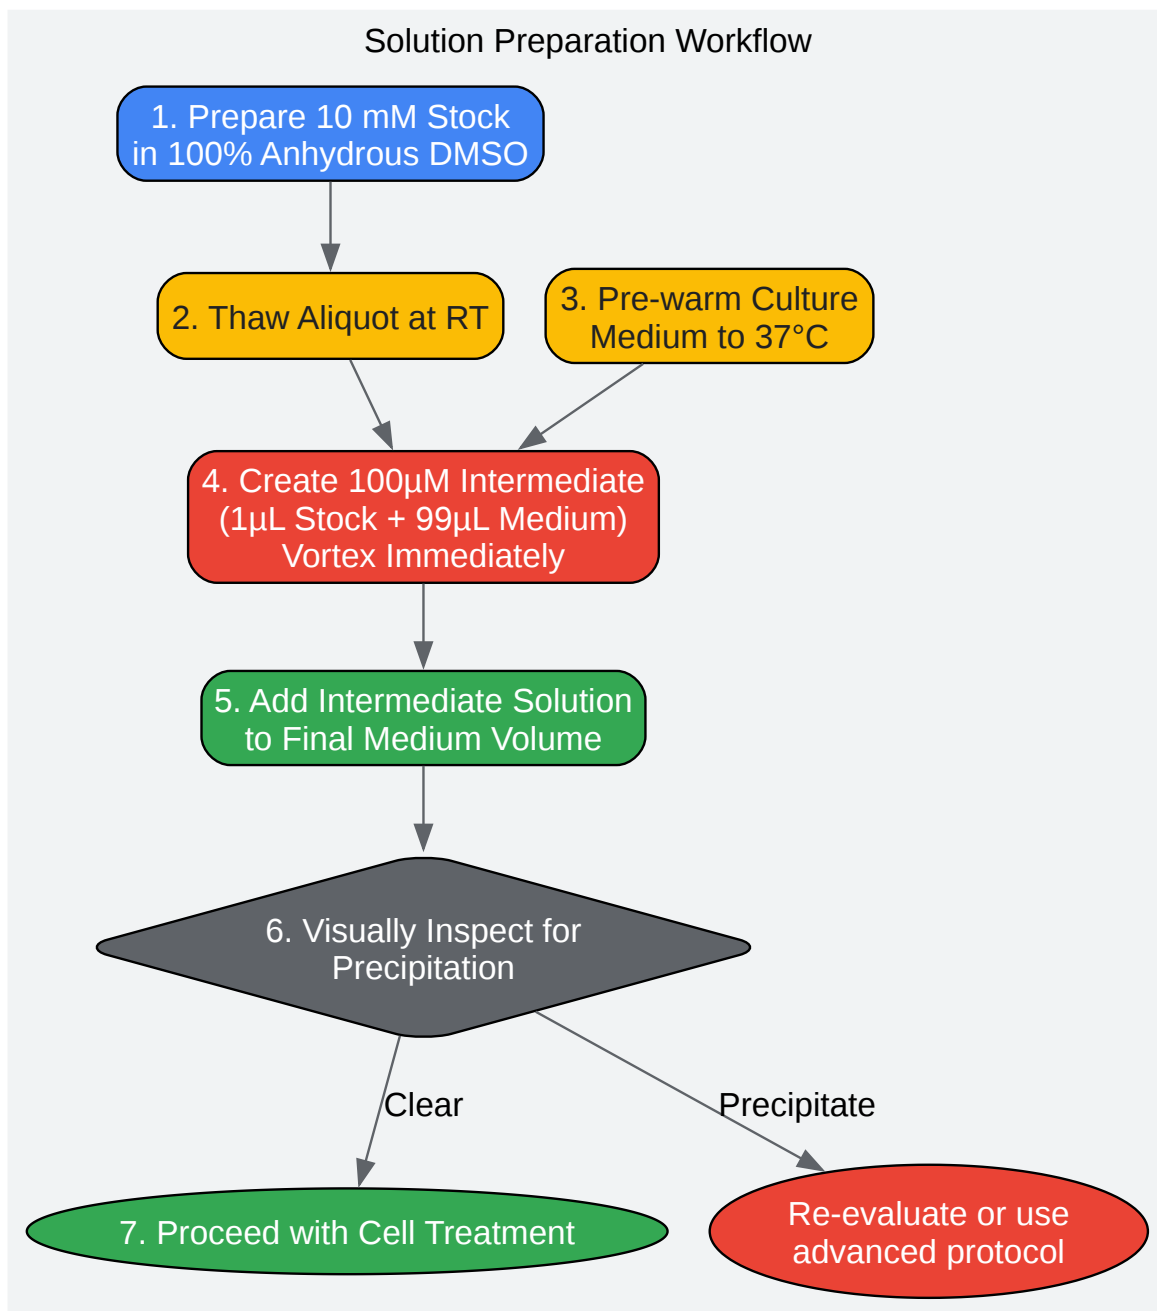 Solution Preparation Workflow
1. Prepare 10 mM Stock
in 100% Anhydrous DMSO
2. Thaw Aliquot at RT
3. Pre-warm Culture
Medium to 37°C
4. Create 100µM Intermediate
(1µL Stock + 99µL Medium)
Vortex Immediately
5. Add Intermediate Solution
to Final Medium Volume
6. Visually Inspect for
Precipitation
Clear
Precipitate
7. Proceed with Cell Treatment
Re-evaluate or use
advanced protocol